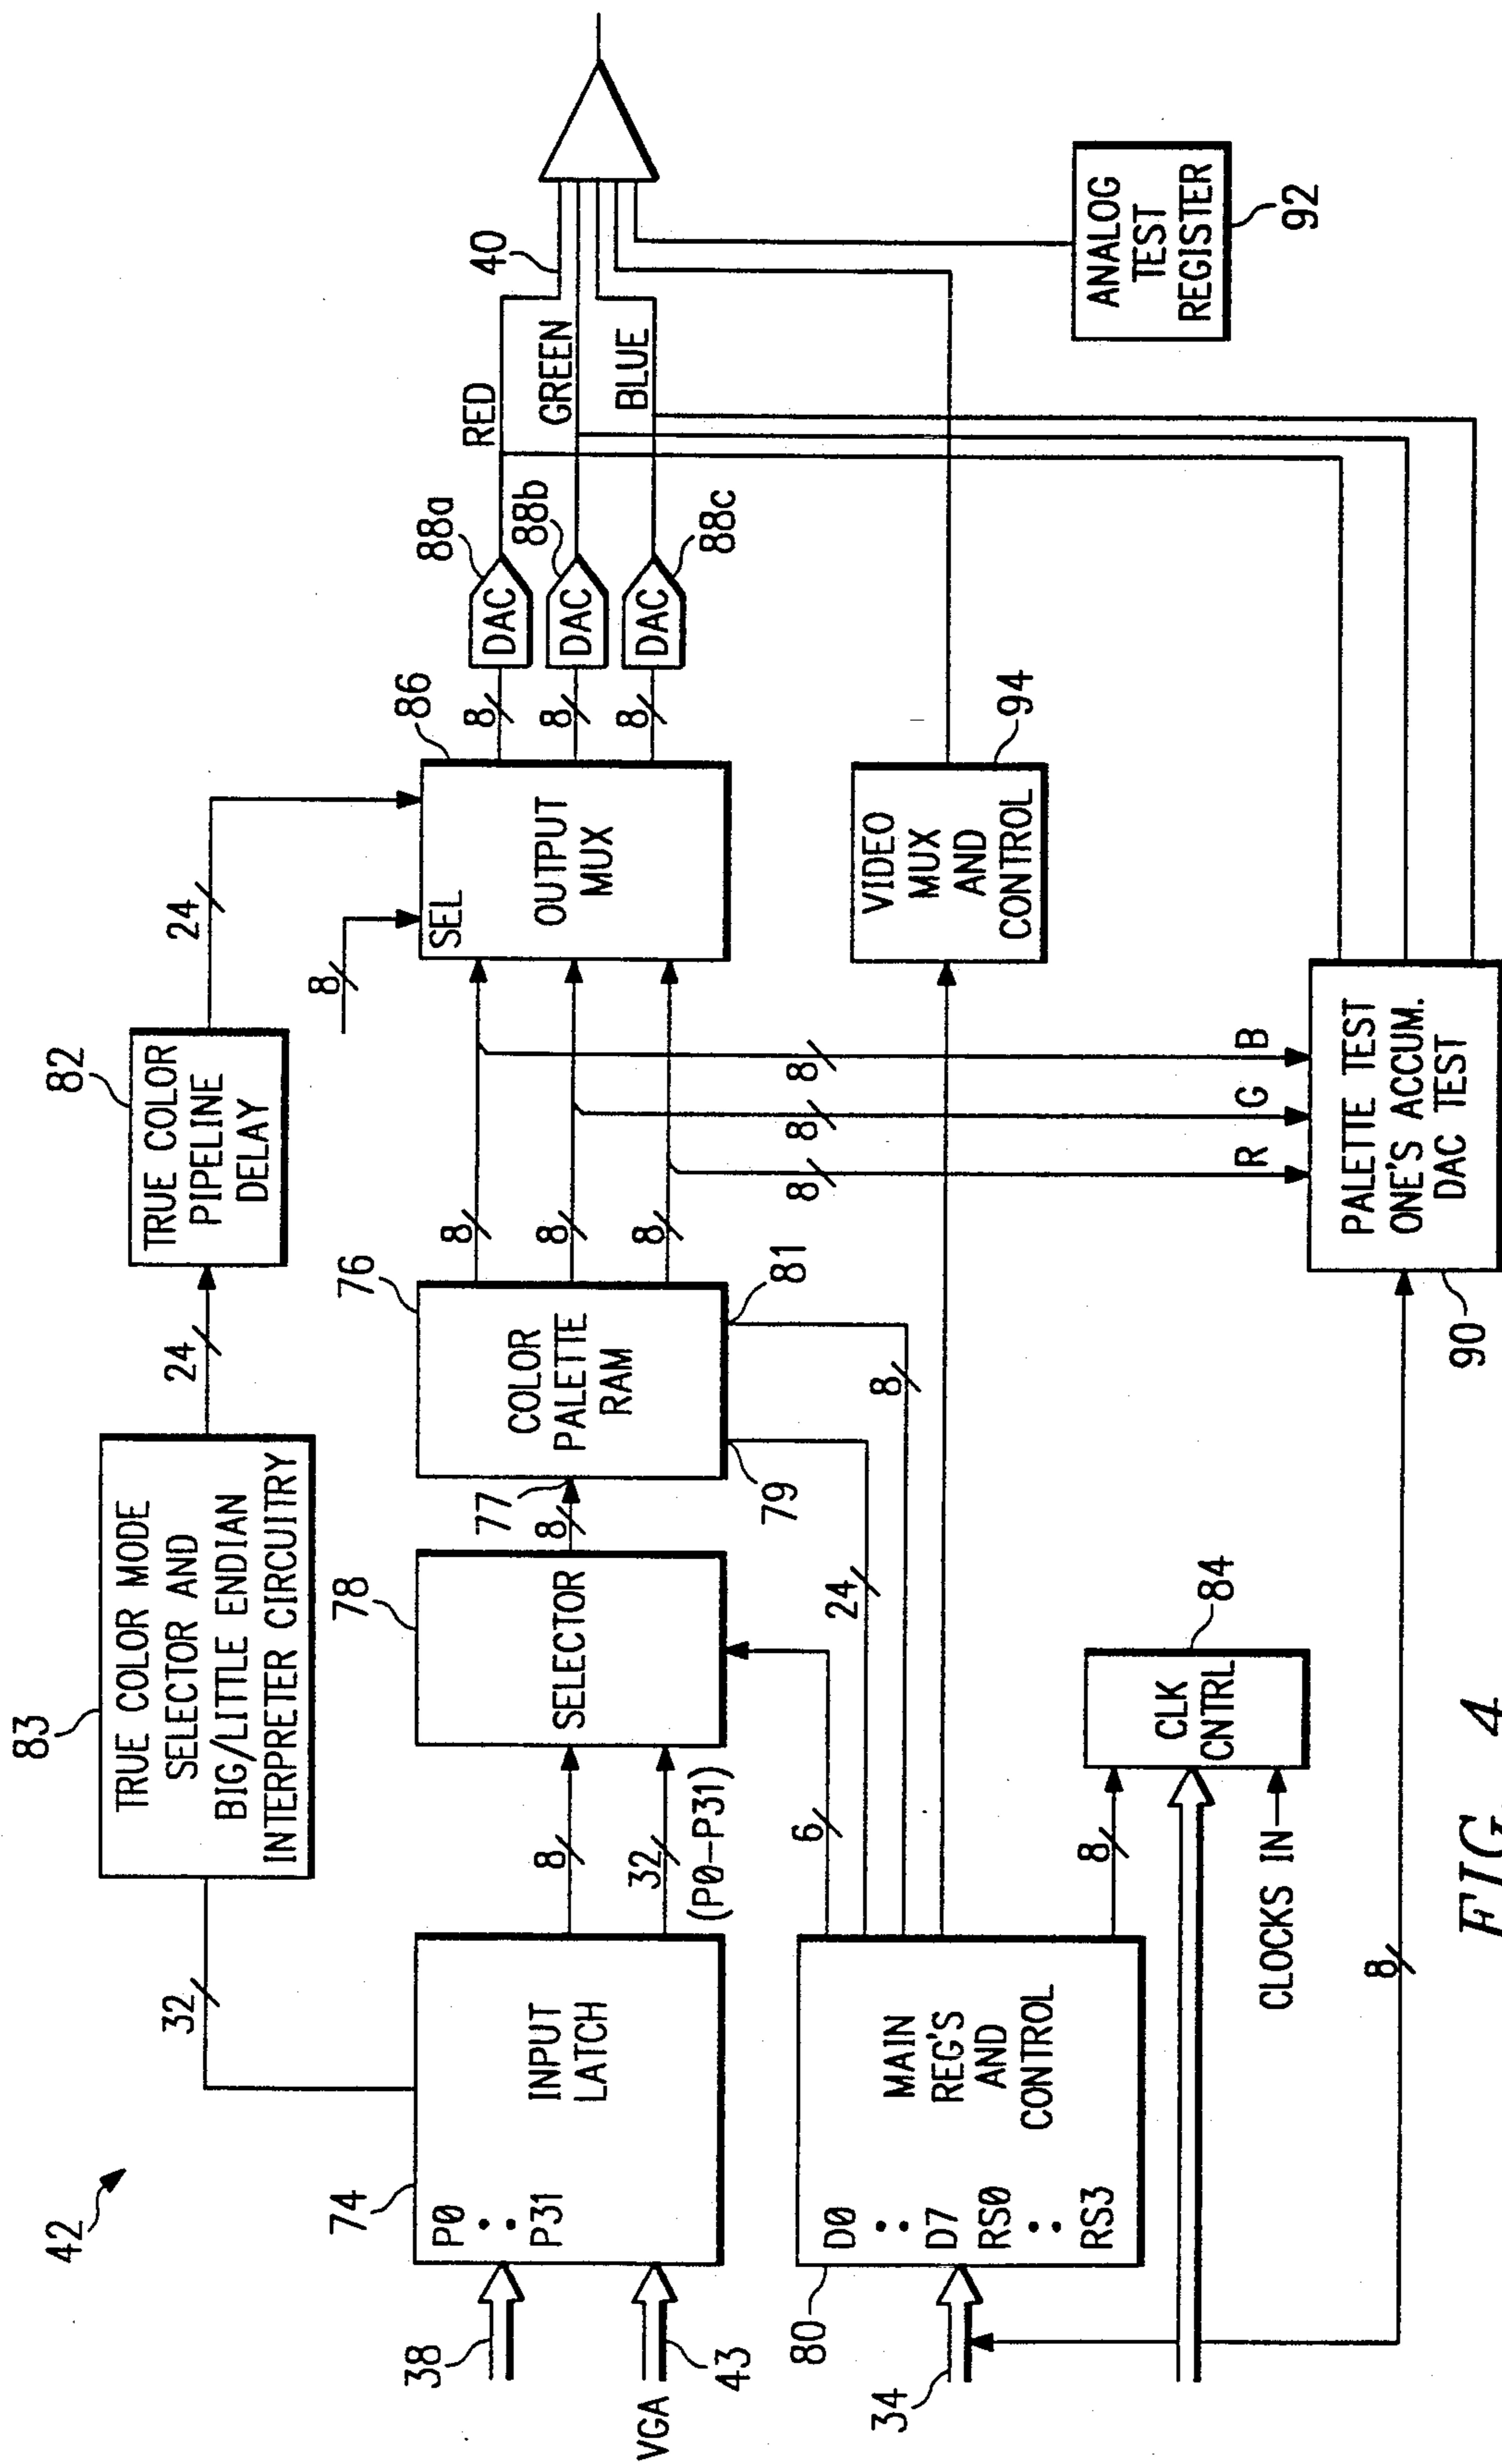 42
83
TRUE COLOR MODE
SELECTOR AND
BIG/LITTLE ENDIAN
INTERPRETER CIRCUITRY
32
24
82
TRUE COLOR
PIPELINE
DELAY
24
8
38
VGA
43
74
P0
:
P31
INPUT
LATCH
8
32
(P0–P31)
78
SELECTOR
77
8
76
COLOR
PALETTE
RAM
79
81
8
8
8
86
SEL
OUTPUT
MUX
8
8
8
88a
DAC
88b
DAC
88c
DAC
RED
GREEN
BLUE
40
34
80
D0
:
D7
RS0
:
RS3
MAIN
REG'S
AND
CONTROL
6
24
8
8
84
CLK
CNTRL
CLOCKS IN
8
8
8
8
R
G
B
94
VIDEO
MUX
AND
CONTROL
90
PALETTE TEST
ONE'S ACCUM.
DAC TEST
ANALOG
TEST
REGISTER
92
FIG. 4